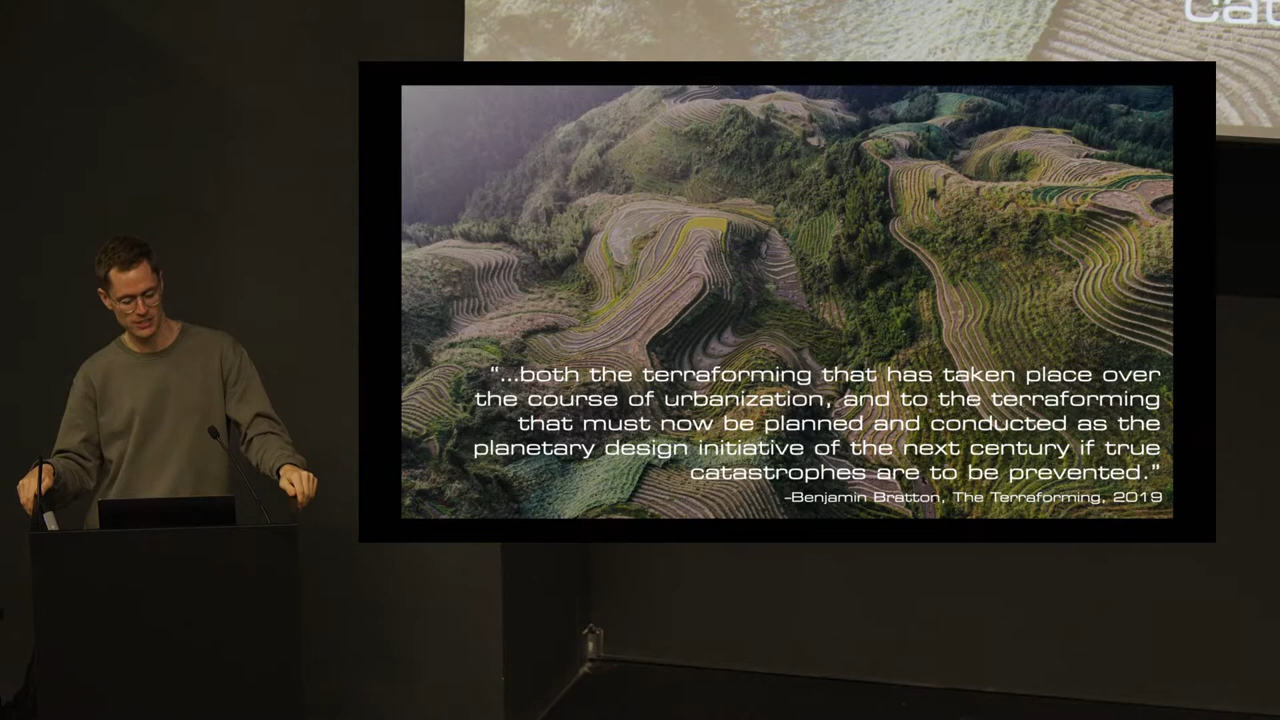 cat
“...both the terraforming that has taken place over
the course of urbanization, and to the terraforming
that must now be planned and conducted as the
planetary design initiative of the next century if true
catastrophes are to be prevented.”
–Benjamin Bratton, The Terraforming, 2019